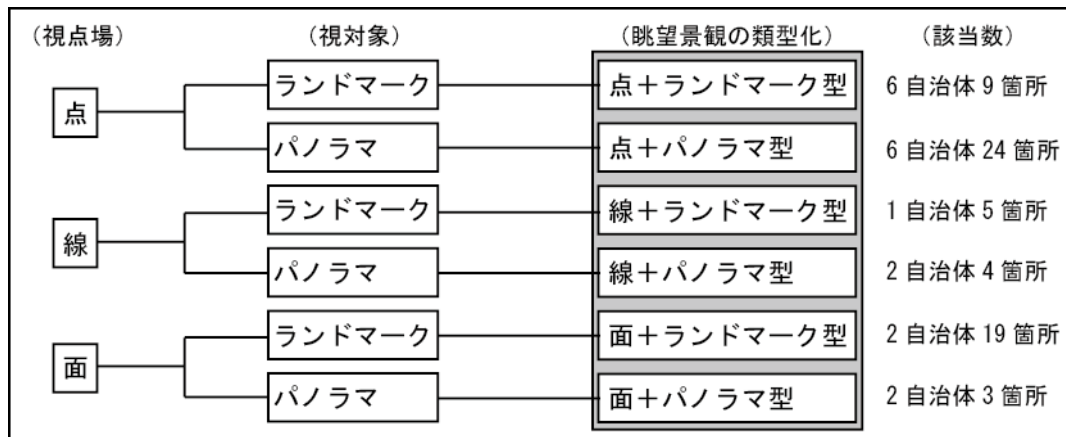 （視点場）　（視対象）　（眺望景観の類型化）　（該当数）
点　ランドマーク　点＋ランドマーク型　6 自治体 9 箇所
パノラマ　点＋パノラマ型　6 自治体 24 箇所
線　ランドマーク　線＋ランドマーク型　1 自治体 5 箇所
パノラマ　線＋パノラマ型　2 自治体 4 箇所
面　ランドマーク　面＋ランドマーク型　2 自治体 19 箇所
パノラマ　面＋パノラマ型　2 自治体 3 箇所